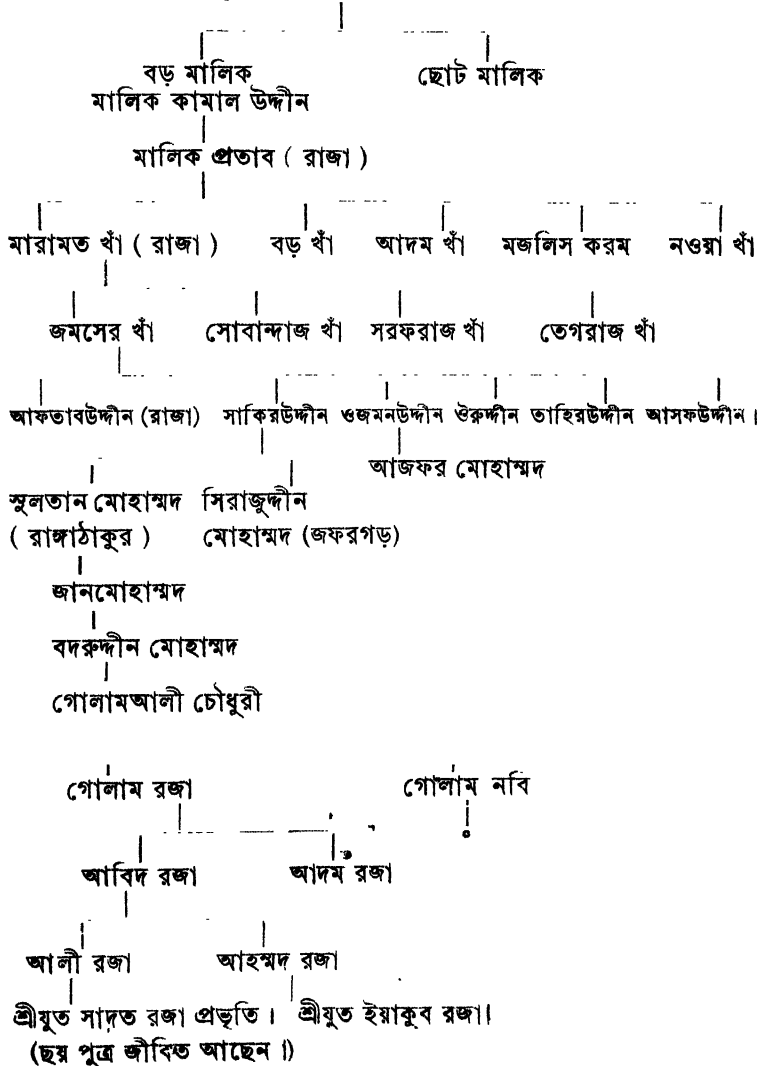 বড় মালিক ছোট মালিক
মালিক কামাল উদ্দীন
মালিক প্রতাব ( রাজা )
মারামত খাঁ ( রাজা ) বড় খাঁ আদম খাঁ মজলিস করম নওয়া খাঁ
জমসের খাঁ সোবান্দাজ খাঁ সরফরাজ খাঁ তেগরাজ খাঁ
আফতাবউদ্দীন (রাজা) সাকিরউদ্দীন ওজমনউদ্দীন ঔরুদ্দীন তাহিরউদ্দীন আসফউদ্দীন।
আজফর মোহাম্মদ
সুলতান মোহাম্মদ সিরাজুদ্দীন
( রাঙ্গাঠাকুর ) মোহাম্মদ (জফরগড়)
জানমোহাম্মদ
বদরুদ্দীন মোহাম্মদ
গোলামআলী চৌধুরী
গোলাম রজা গোলাম নবি
আবিদ রজা আদম রজা
আলী রজা আহম্মদ রজা
শ্রীযুত সাদত রজা প্রভৃতি। শ্রীযুত ইয়াকুব রজা।
(ছয় পুত্র জীবিত আছেন।)